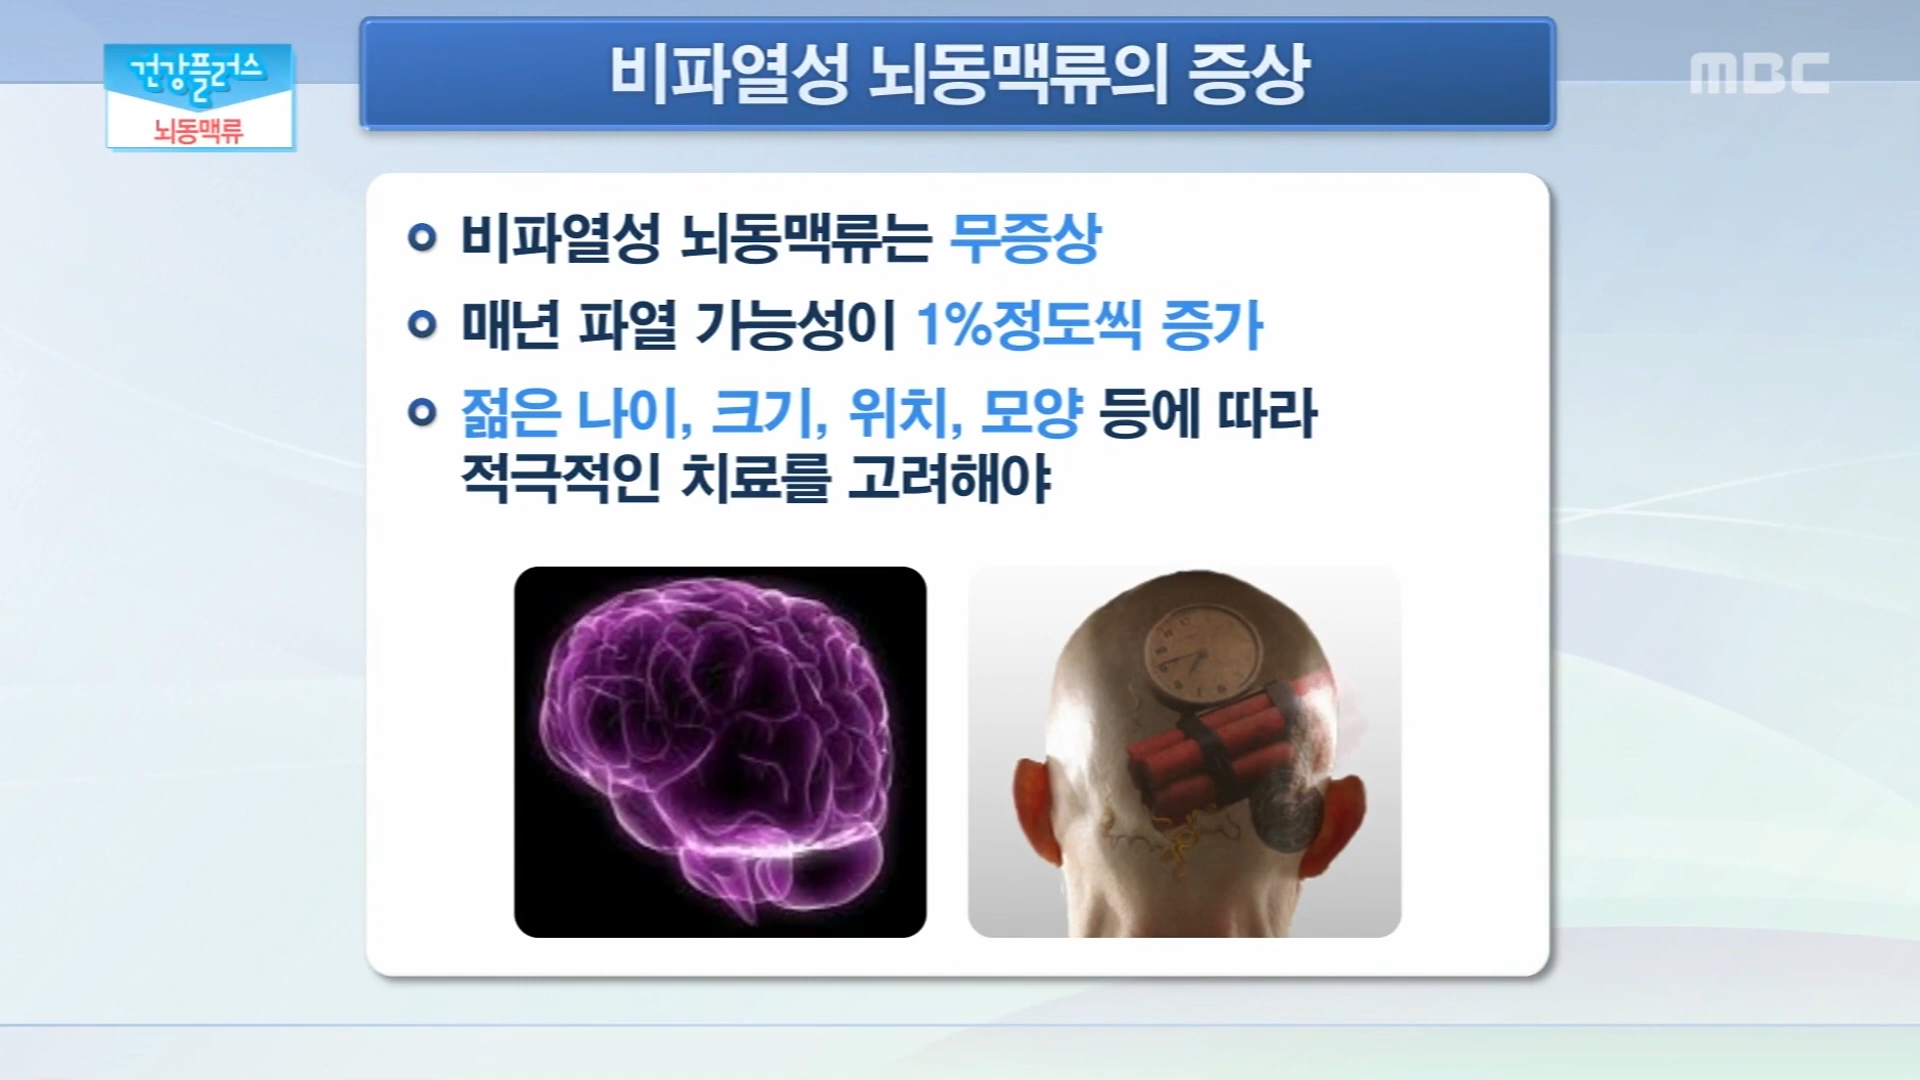 건강플러스
뇌동맥류
비파열성 뇌동맥류의 증상
MBC
비파열성 뇌동맥류는 무증상
매년 파열 가능성이 1%정도씩 증가
젊은 나이, 크기, 위치, 모양 등에 따라
적극적인 치료를 고려해야